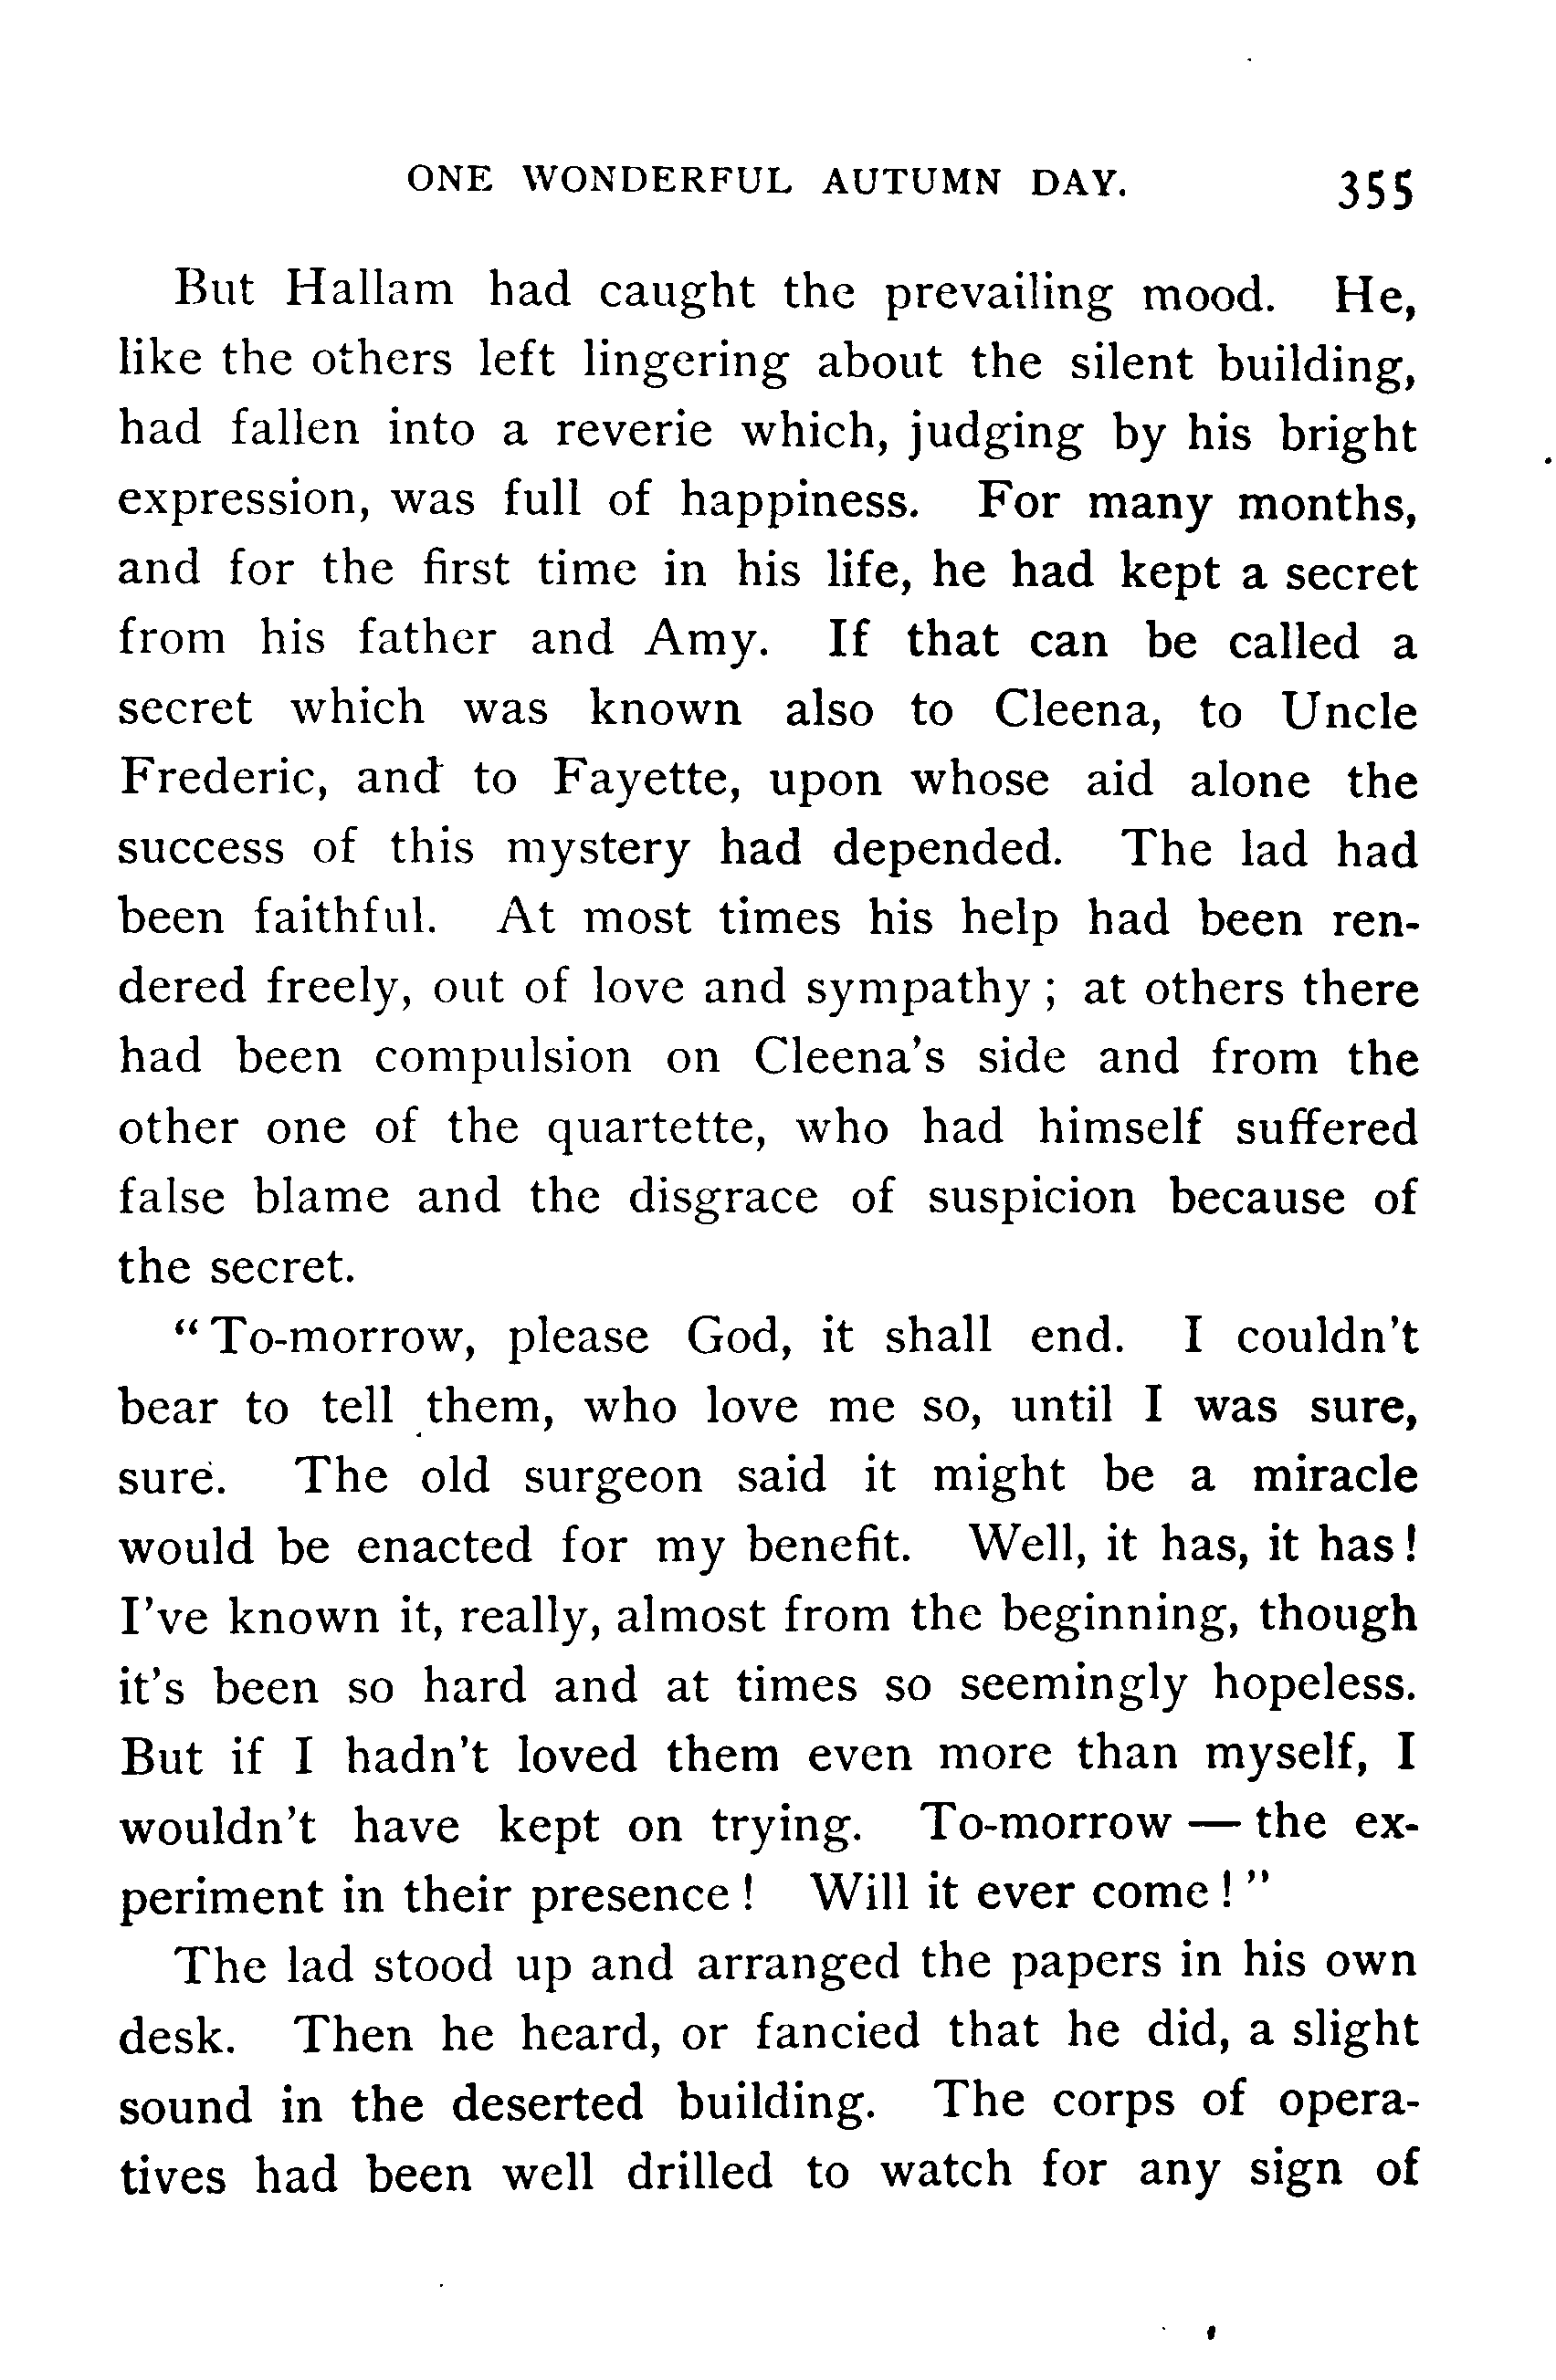 ONE WONDERFUL AUTUMN DAY. 355
But Hallam had caught the prevailing mood. He,
like the others left lingering about the silent building,
had fallen into a reverie which, judging by his bright
expression, was full of happiness. For many months,
and for the first time in his life, he had kept a secret
from his father and Amy. If that can be called a
secret which was known also to Cleena, to Uncle
Frederic, and to Fayette, upon whose aid alone the
success of this mystery had depended. The lad had
been faithful. At most times his help had been ren-
dered freely, out of love and sympathy; at others there
had been compulsion on Cleena's side and from the
other one of the quartette, who had himself suffered
false blame and the disgrace of suspicion because of
the secret.
"To-morrow, please God, it shall end. I couldn't
bear to tell them, who love me so, until I was sure,
sure. The old surgeon said it might be a miracle
would be enacted for my benefit. Well, it has, it has!
I've known it, really, almost from the beginning, though
it's been so hard and at times so seemingly hopeless.
But if I hadn't loved them even more than myself, I
wouldn't have kept on trying. To-morrow — the ex-
periment in their presence! Will it ever come!"
The lad stood up and arranged the papers in his own
desk. Then he heard, or fancied that he did, a slight
sound in the deserted building. The corps of opera-
tives had been well drilled to watch for any sign of